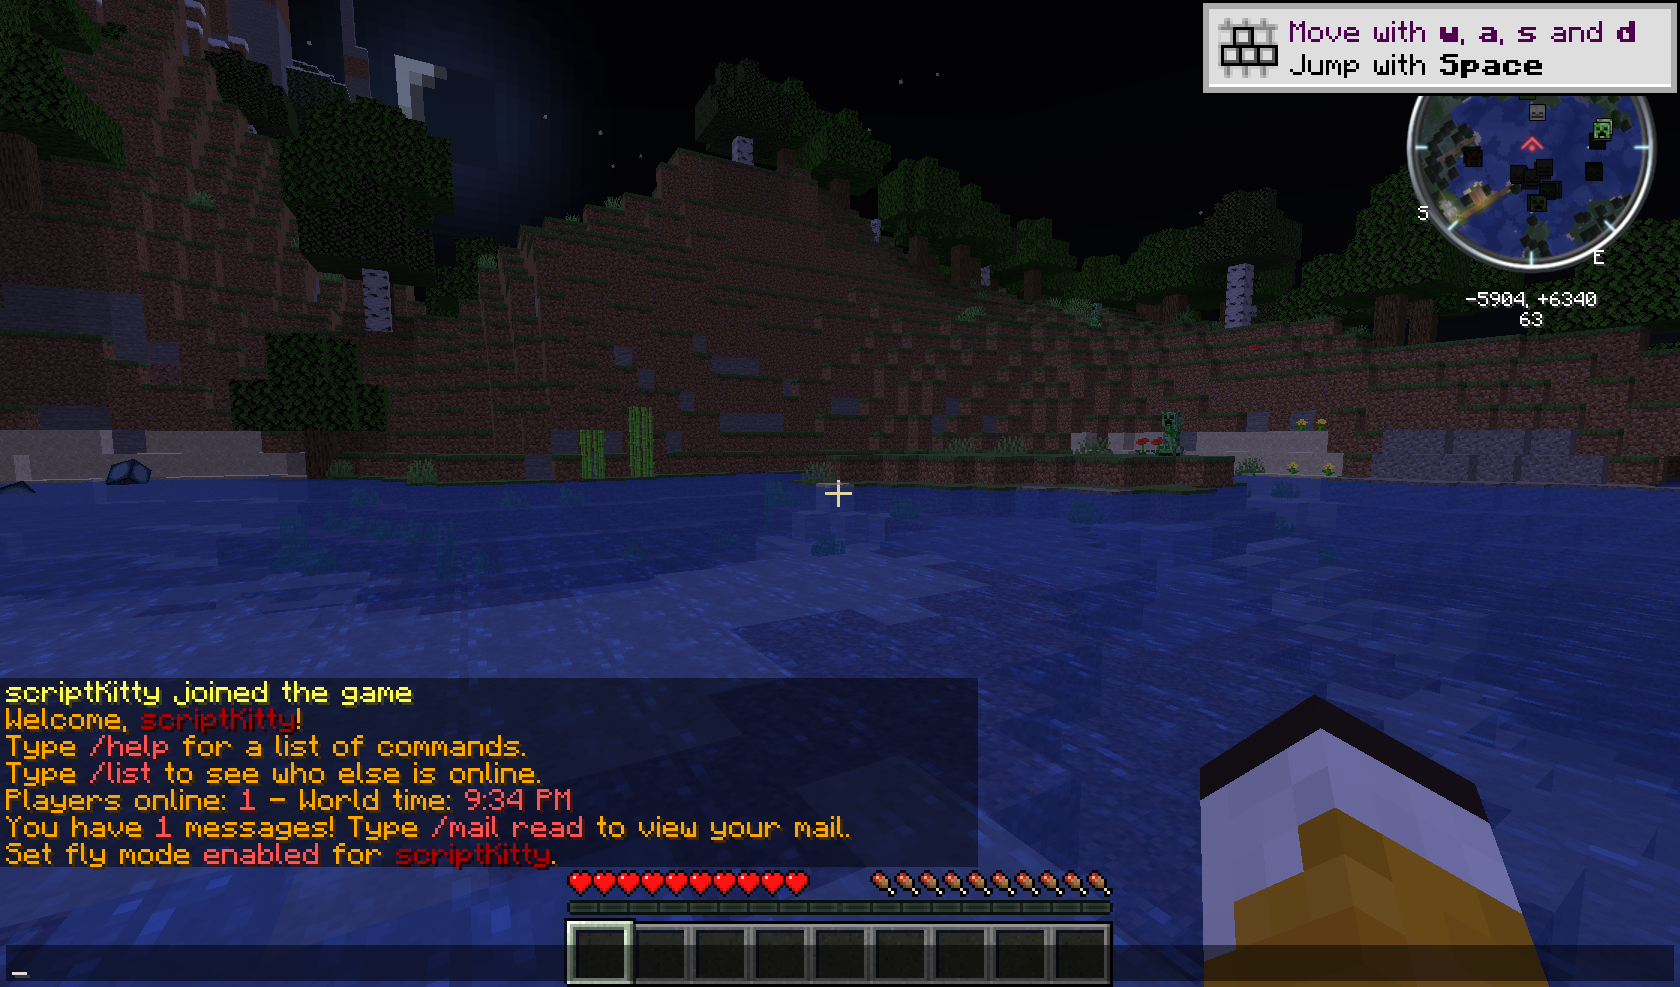 Move with w, a, s and d
Jump with Space
S
E
-5904, +6340
63
scriptKitty joined the game
Welcome, scriptKitty!
Type /help for a list of commands.
Type /list to see who else is online.
Players online: 1 - World time: 9:34 PM
You have 1 messages! Type /mail read to view your mail.
Set fly mode enabled for scriptKitty.
_